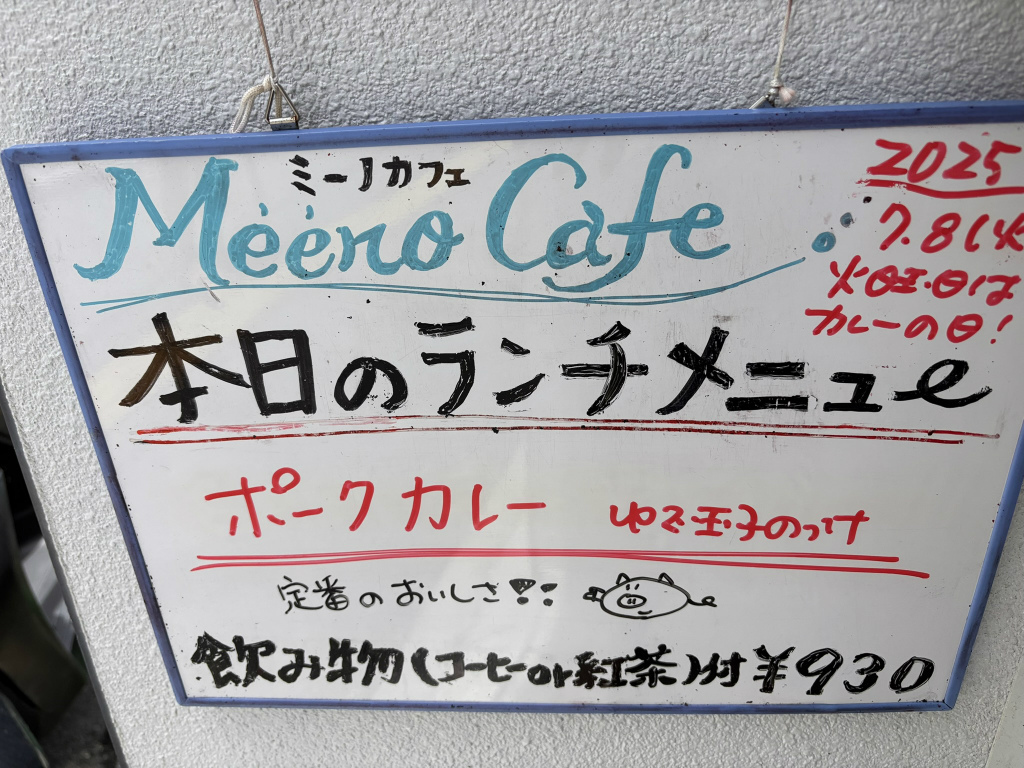 ミーノカフェ
Meeno Cafe.
2025
7.8(火
火曜日は
カレーの日!
本日のランチメニュー
ポークカレー ゆで玉子のっけ
定番のおいしさ!!
飲み物(コーヒーor紅茶)付 ¥930